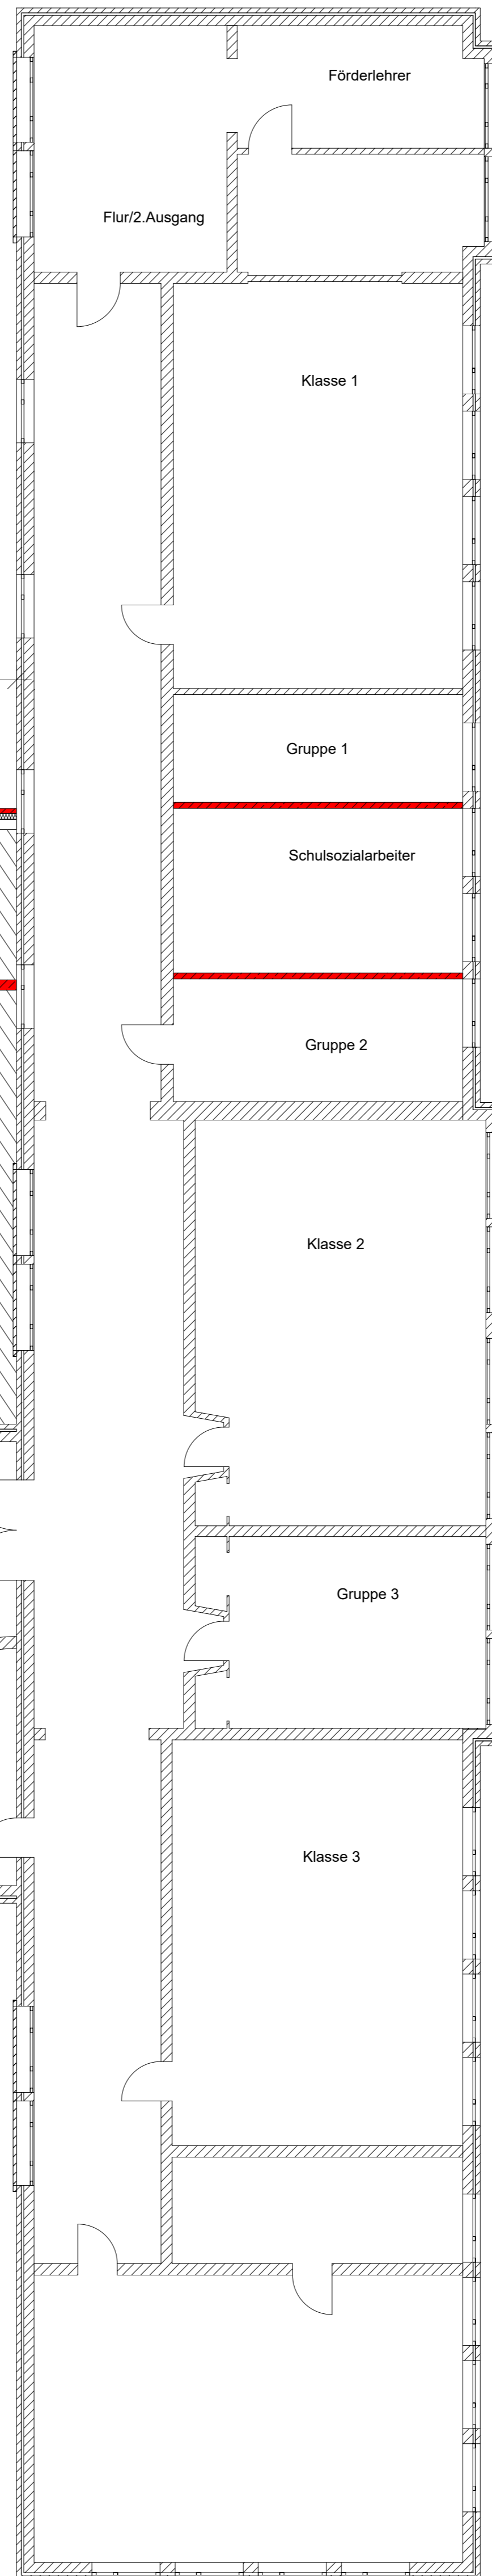 Förderlehrer
Flur/2.Ausgang
Klasse 1
Gruppe 1
Schulsozialarbeiter
Gruppe 2
Klasse 2
Gruppe 3
Klasse 3